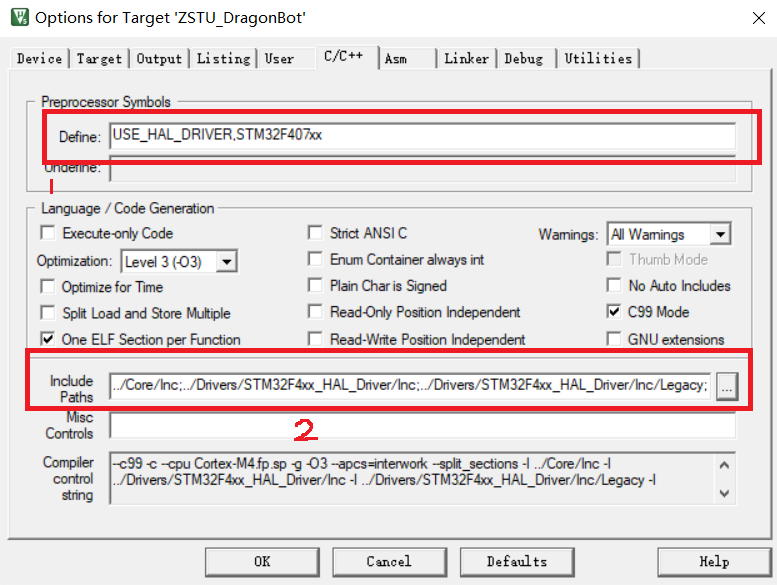 Options for Target 'ZSTU_DragonBot'
Device Target Output Listing User C/C++ Asm Linker Debug Utilities
Preprocessor Symbols
Define: USE_HAL_DRIVER,STM32F407xx
Undefine:
1
Language / Code Generation
Execute-only Code Strict ANSI C Warnings: All Warnings
Optimization: Level 3 (-O3) Enum Container always int Thumb Mode
Optimize for Time Plain Char is Signed No Auto Includes
Split Load and Store Multiple Read-Only Position Independent C99 Mode
One ELF Section per Function Read-Write Position Independent GNU extensions
Include Paths ../Core/Inc;../Drivers/STM32F4xx_HAL_Driver/Inc;../Drivers/STM32F4xx_HAL_Driver/Inc/Legacy; ...
Misc Controls
2
Compiler control string --c99 -c --cpu Cortex-M4.fp.sp -g -O3 --apcs=interwork --split_sections -I ../Core/Inc -I
../Drivers/STM32F4xx_HAL_Driver/Inc -I ../Drivers/STM32F4xx_HAL_Driver/Inc/Legacy -I
OK Cancel Defaults Help